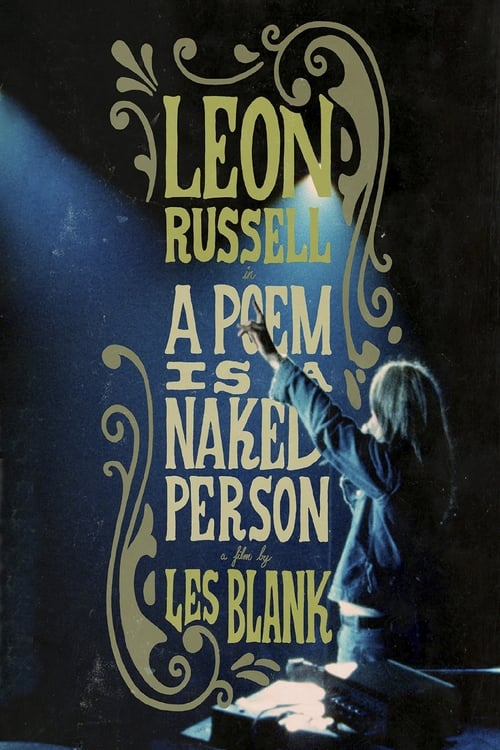 LEON
RUSSELL
in
A POEM
IS A
NAKED
PERSON
a film by
LES BLANK